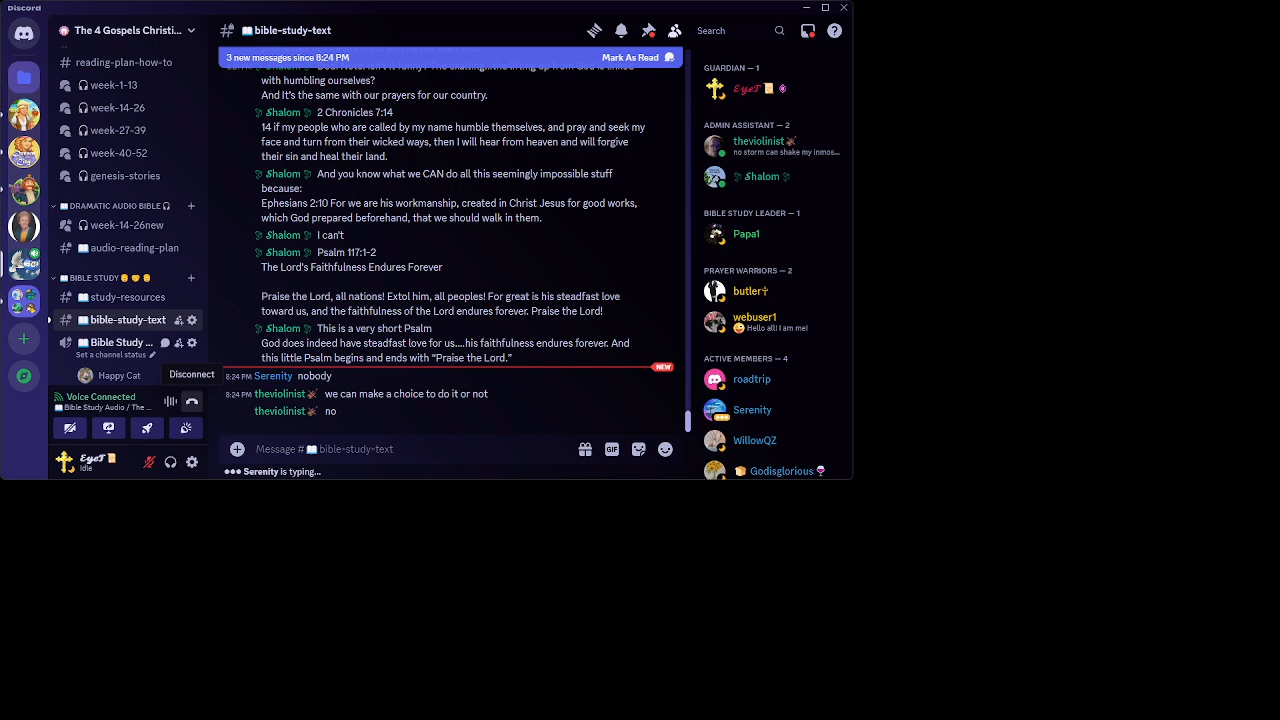 Discord
The 4 Gospels Christi...
reading-plan-how-to
week-1-13
week-14-26
week-27-39
week-40-52
genesis-stories
DRAMATIC AUDIO BIBLE
week-14-26new
audio-reading-plan
BIBLE STUDY
study-resources
bible-study-text
Bible Study ...
Set a channel status
Happy Cat
Disconnect
Voice Connected
Bible Study Audio / The ...
EyeT
Idle
bible-study-text
Search
3 new messages since 8:24 PM
Mark As Read
with humbling ourselves?
And It's the same with our prayers for our country.
Shalom 2 Chronicles 7:14
14 if my people who are called by my name humble themselves, and pray and seek my
face and turn from their wicked ways, then I will hear from heaven and will forgive
their sin and heal their land.
Shalom And you know what we CAN do all this seemingly impossible stuff
because:
Ephesians 2:10 For we are his workmanship, created in Christ Jesus for good works,
which God prepared beforehand, that we should walk in them.
Shalom I can't
Shalom Psalm 117:1-2
The Lord's Faithfulness Endures Forever
Praise the Lord, all nations! Extol him, all peoples! For great is his steadfast love
toward us, and the faithfulness of the Lord endures forever. Praise the Lord!
Shalom This is a very short Psalm
God does indeed have steadfast love for us....his faithfulness endures forever. And
this little Psalm begins and ends with "Praise the Lord."
NEW
8:24 PM Serenity nobody
8:24 PM theviolinist we can make a choice to do it or not
theviolinist no
Message # bible-study-text
GIF
Serenity is typing...
GUARDIAN — 1
EyeT
ADMIN ASSISTANT — 2
theviolinist
no storm can shake my inmos...
Shalom
BIBLE STUDY LEADER — 1
Papa1
PRAYER WARRIORS — 2
butler†
webuser1
Hello all! I am me!
ACTIVE MEMBERS — 4
roadtrip
Serenity
WillowQZ
Godisglorious